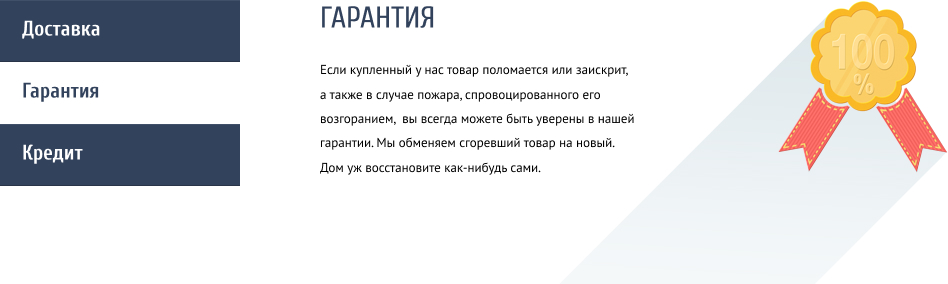 Доставка
Гарантия
Кредит
ГАРАНТИЯ
Если купленный у нас товар поломается или заискрит,
а также в случае пожара, спровоцированного его
возгоранием,  вы всегда можете быть уверены в нашей
гарантии. Мы обменяем сгоревший товар на новый.
Дом уж восстановите как-нибудь сами.
100
%